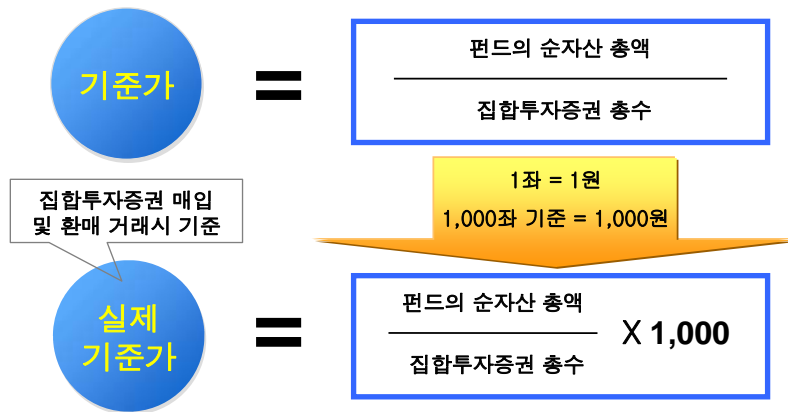 기준가
=
펀드의 순자산 총액
집합투자증권 총수
1좌 = 1원
1,000좌 기준 = 1,000원
집합투자증권 매입
및 환매 거래시 기준
실제
기준가
=
펀드의 순자산 총액
집합투자증권 총수
X 1,000